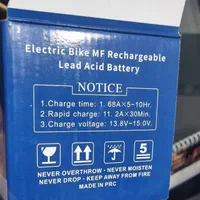 Electric Bike MF Rechargeable
Lead Acid Battery
NOTICE
1.Charge time: 1.68A×5-10Hr.
2.Rapid charge: 11.2A×30Min.
3.Charge voltage: 13.8V-15.0V.
5
NEVER OVERTHROW · NEVER MOISTEN
NEVER DROP · KEEP AWAY FROM FIRE
MADE IN PRC